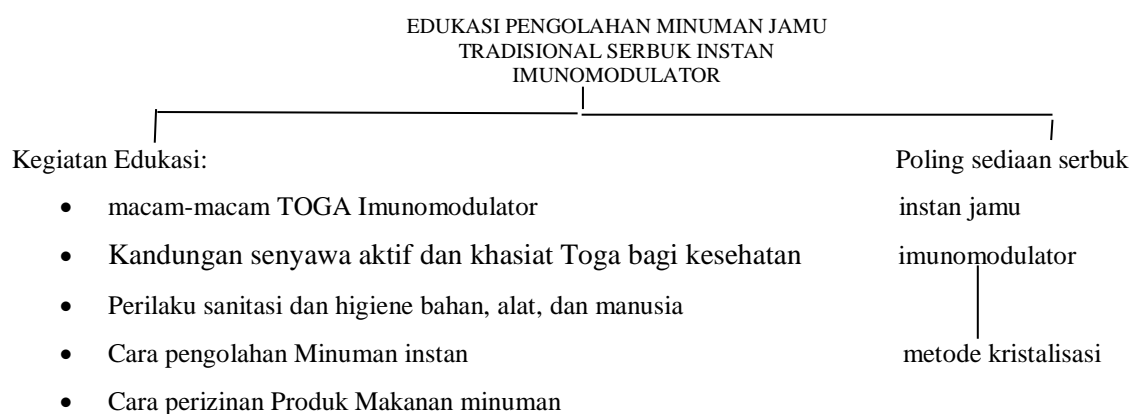 EDUKASI PENGOLAHAN MINUMAN JAMU
TRADISIONAL SERBUK INSTAN
IMUNOMODULATOR
Kegiatan Edukasi:
• macam-macam TOGA Imunomodulator
• Kandungan senyawa aktif dan khasiat Toga bagi kesehatan
• Perilaku sanitasi dan higiene bahan, alat, dan manusia
• Cara pengolahan Minuman instan
• Cara perizinan Produk Makanan minuman
Poling sediaan serbuk
instan jamu
imunomodulator
metode kristalisasi